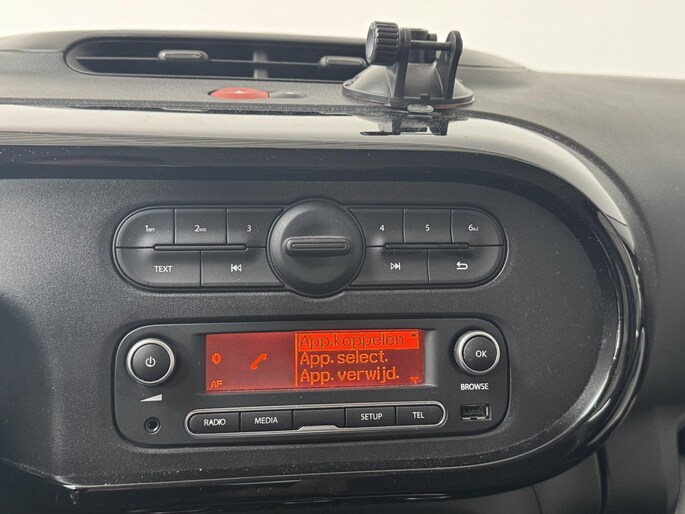 1 2 3 4 5 6
TEXT
App.koppelen
App. select.
App. verwijd.
AF
OK
BROWSE
RADIO MEDIA SETUP TEL